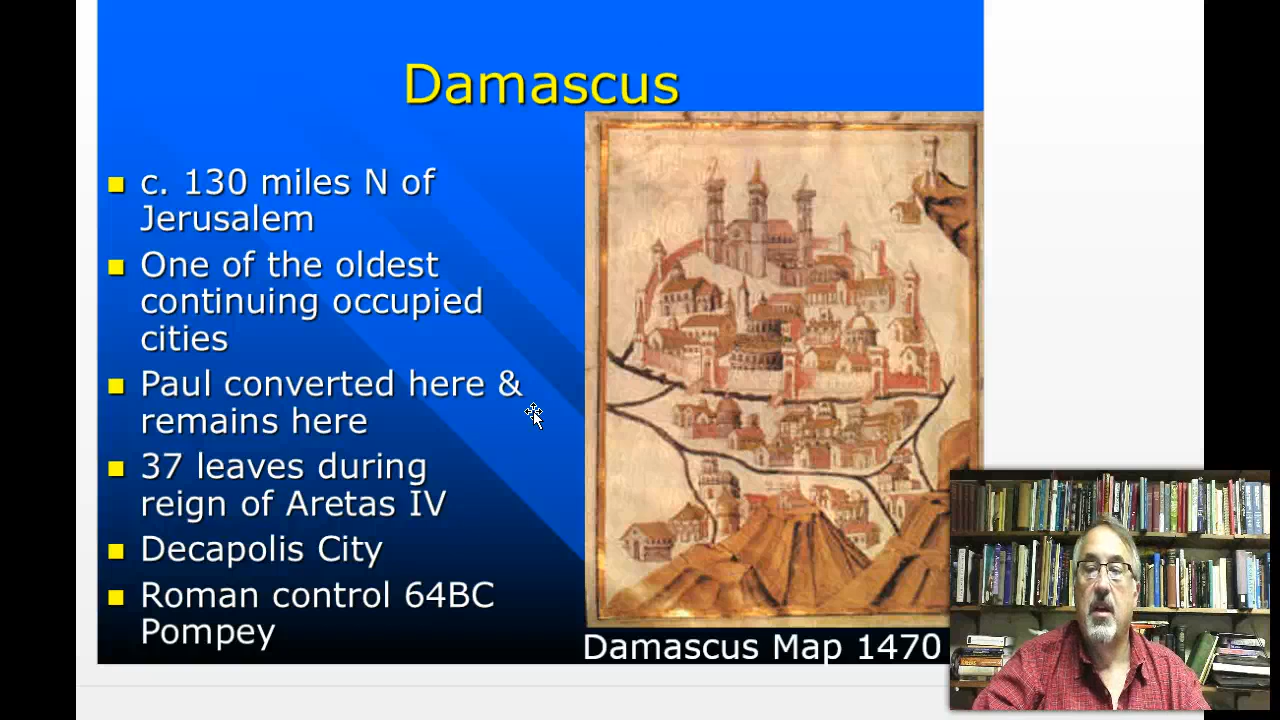 Damascus
c. 130 miles N of
Jerusalem
One of the oldest
continuing occupied
cities
Paul converted here &
remains here
37 leaves during
reign of Aretas IV
Decapolis City
Roman control 64BC
Pompey
Damascus Map 1470